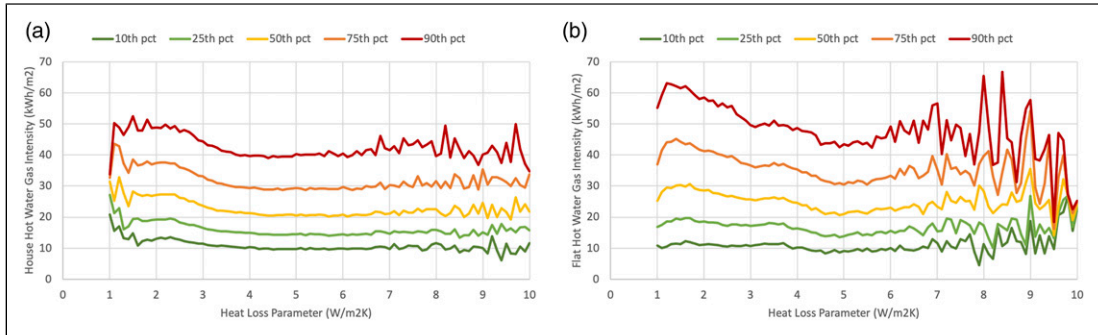 (a)
10th pct 25th pct 50th pct 75th pct 90th pct
House Hot Water Gas Intensity (kWh/m2)
70
60
50
40
30
20
10
0
0 1 2 3 4 5 6 7 8 9 10
Heat Loss Parameter (W/m2K)
(b)
10th pct 25th pct 50th pct 75th pct 90th pct
Flat Hot Water Gas Intensity (kWh/m2)
70
60
50
40
30
20
10
0
0 1 2 3 4 5 6 7 8 9 10
Heat Loss Parameter (W/m2K)